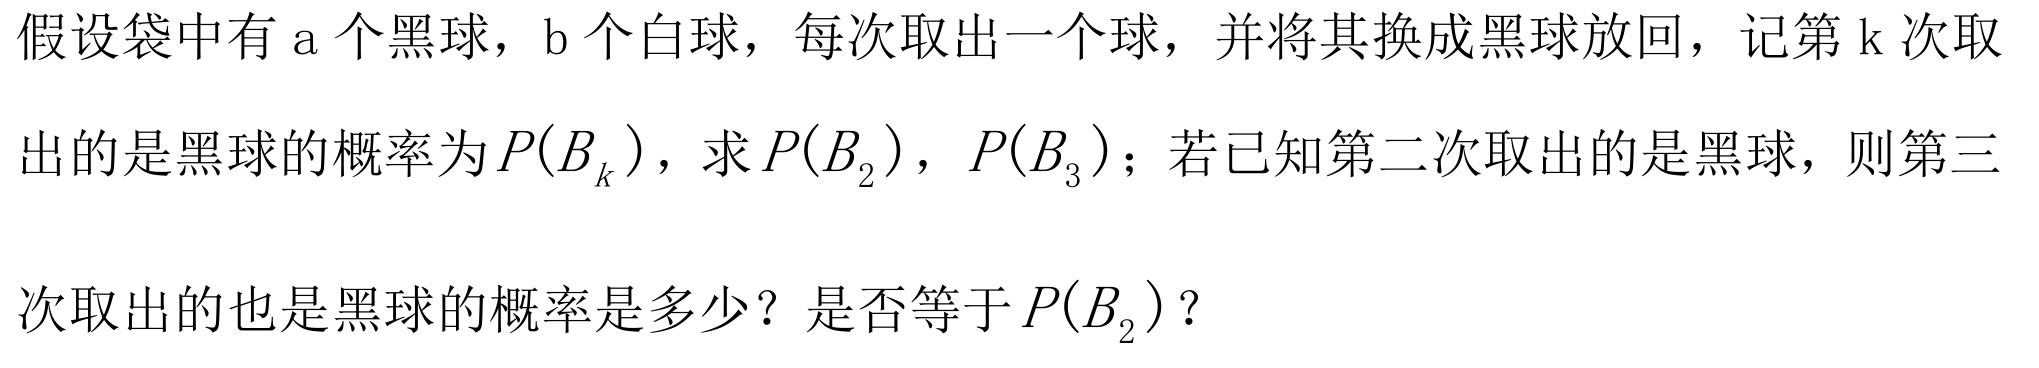 假设袋中有 a 个黑球，b 个白球，每次取出一个球，并将其换成黑球放回，记第 k 次取
出的是黑球的概率为 P(B_k)，求 P(B_2)，P(B_3)；若已知第二次取出的是黑球，则第三
次取出的也是黑球的概率是多少？是否等于 P(B_2)？